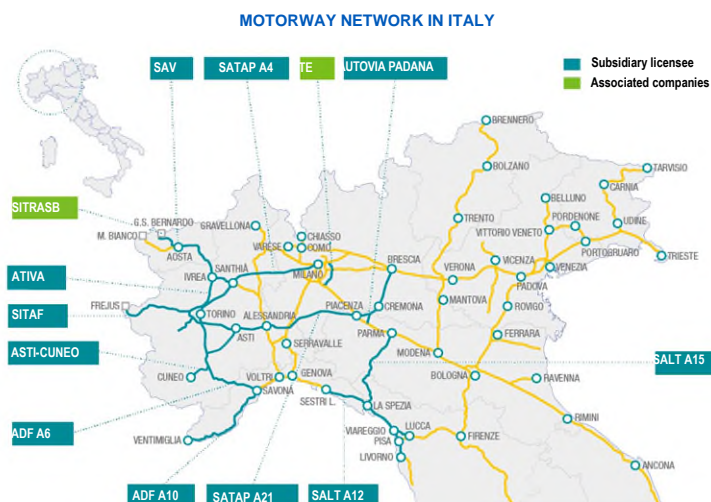 MOTORWAY NETWORK IN ITALY
SAV
SATAP A4
TE
UTOVIA PADANA
Subsidiary licensee
Associated companies
BRENNERO
BOLZANO
TARVISIO
CARNIA
SITRASB
BELLUNO
G.S. BERNARDO
GRAVELLONA
TRENTO
PORDENONE
UDINE
M. BIANCO
CHIASSO
VITTORIO VENETO
VARESE
COMO
PORTOGRUARO
AOSTA
BRESCIA
VICENZA
TRIESTE
SANTHIÀ
MILANO
VERONA
VENEZIA
ATIVA
IVREA
PADOVA
MANTOVA
ROVIGO
FREJUS
PIACENZA
CREMONA
SITAF
TORINO
ALESSANDRIA
PARMA
FERRARA
ASTI
SERRAVALLE
ASTI-CUNEO
MODENA
SALT A15
CUNEO
VOLTRI
GENOVA
BOLOGNA
RAVENNA
SAVONA
SESTRI L.
LA SPEZIA
RIMINI
ADF A6
VIAREGGIO
LUCCA
VENTIMIGLIA
PISA
FIRENZE
LIVORNO
ANCONA
ADF A10
SATAP A21
SALT A12